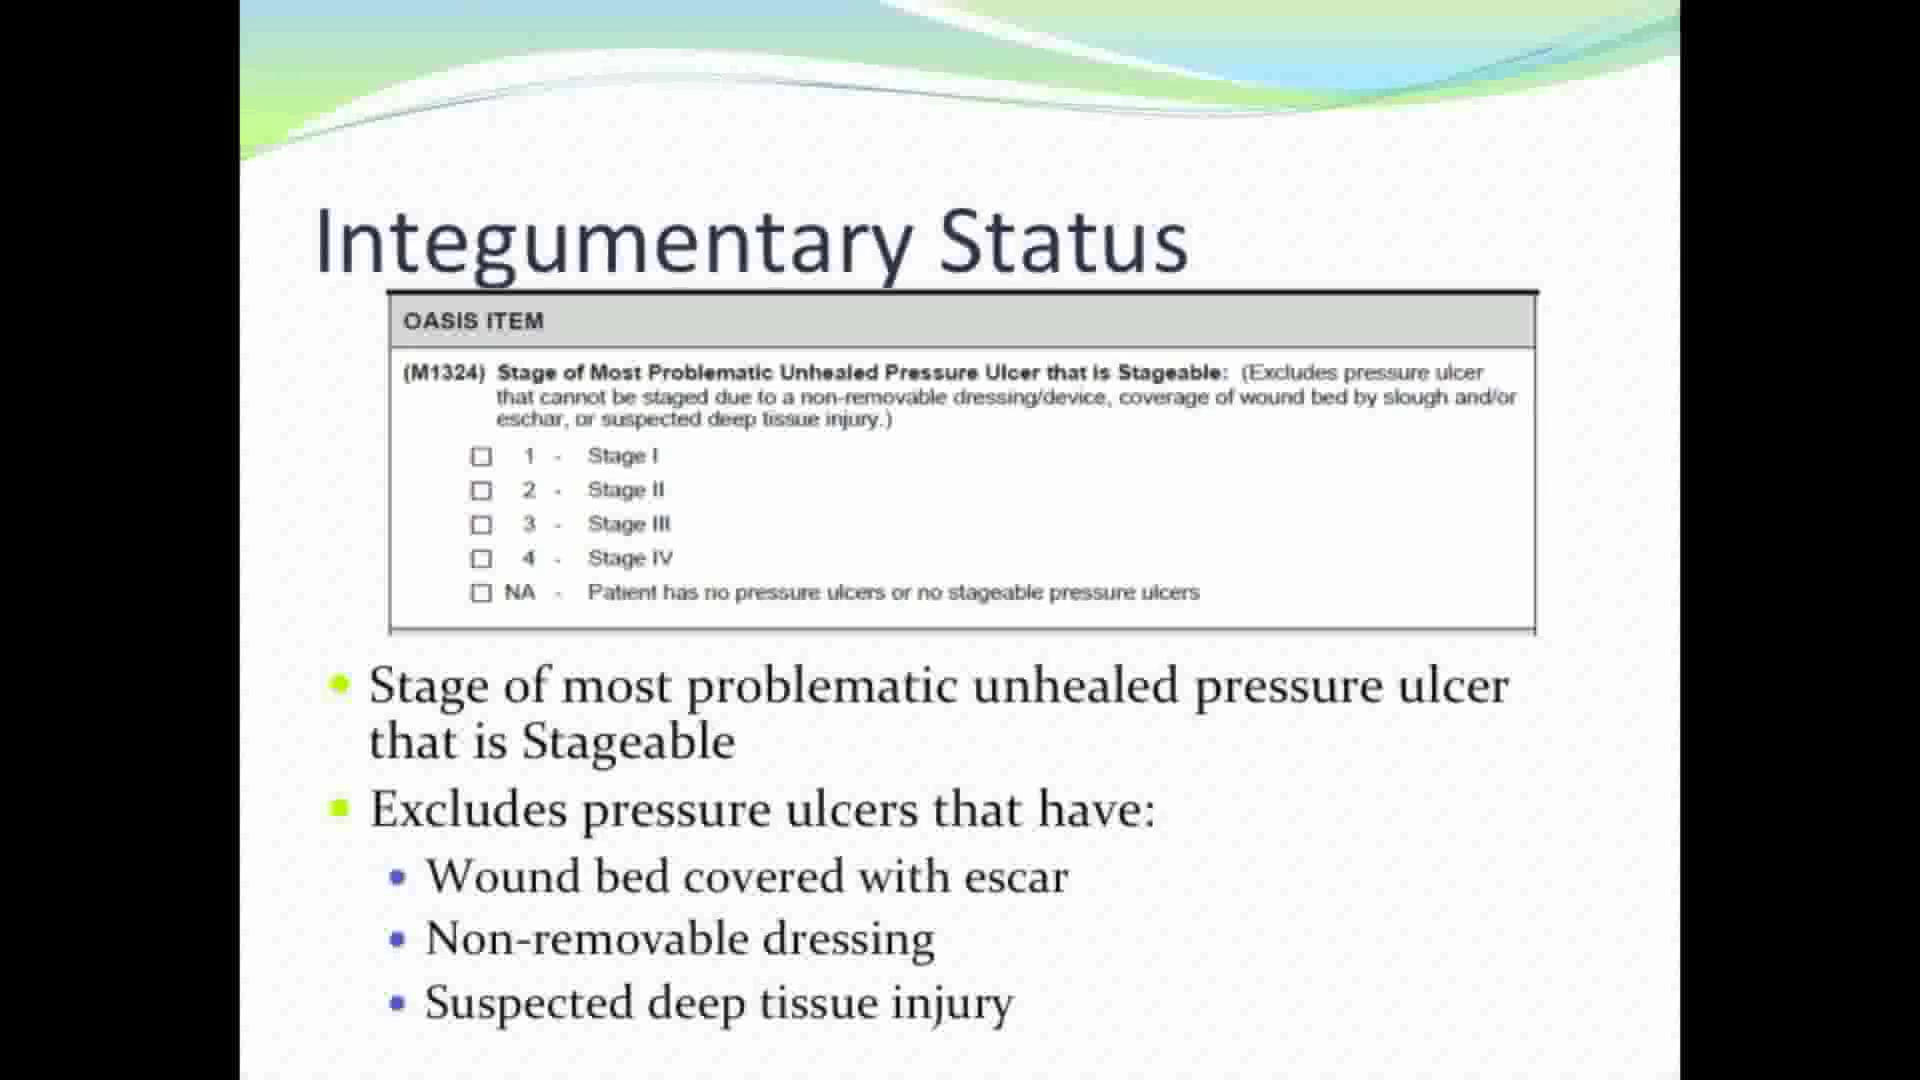 Integumentary Status
OASIS ITEM
(M1324) Stage of Most Problematic Unhealed Pressure Ulcer that is Stageable: (Excludes pressure ulcer
that cannot be staged due to a non-removable dressing/device, coverage of wound bed by slough and/or
eschar, or suspected deep tissue injury.)
1 - Stage I
2 - Stage II
3 - Stage III
4 - Stage IV
NA - Patient has no pressure ulcers or no stageable pressure ulcers
Stage of most problematic unhealed pressure ulcer
that is Stageable
Excludes pressure ulcers that have:
Wound bed covered with escar
Non-removable dressing
Suspected deep tissue injury